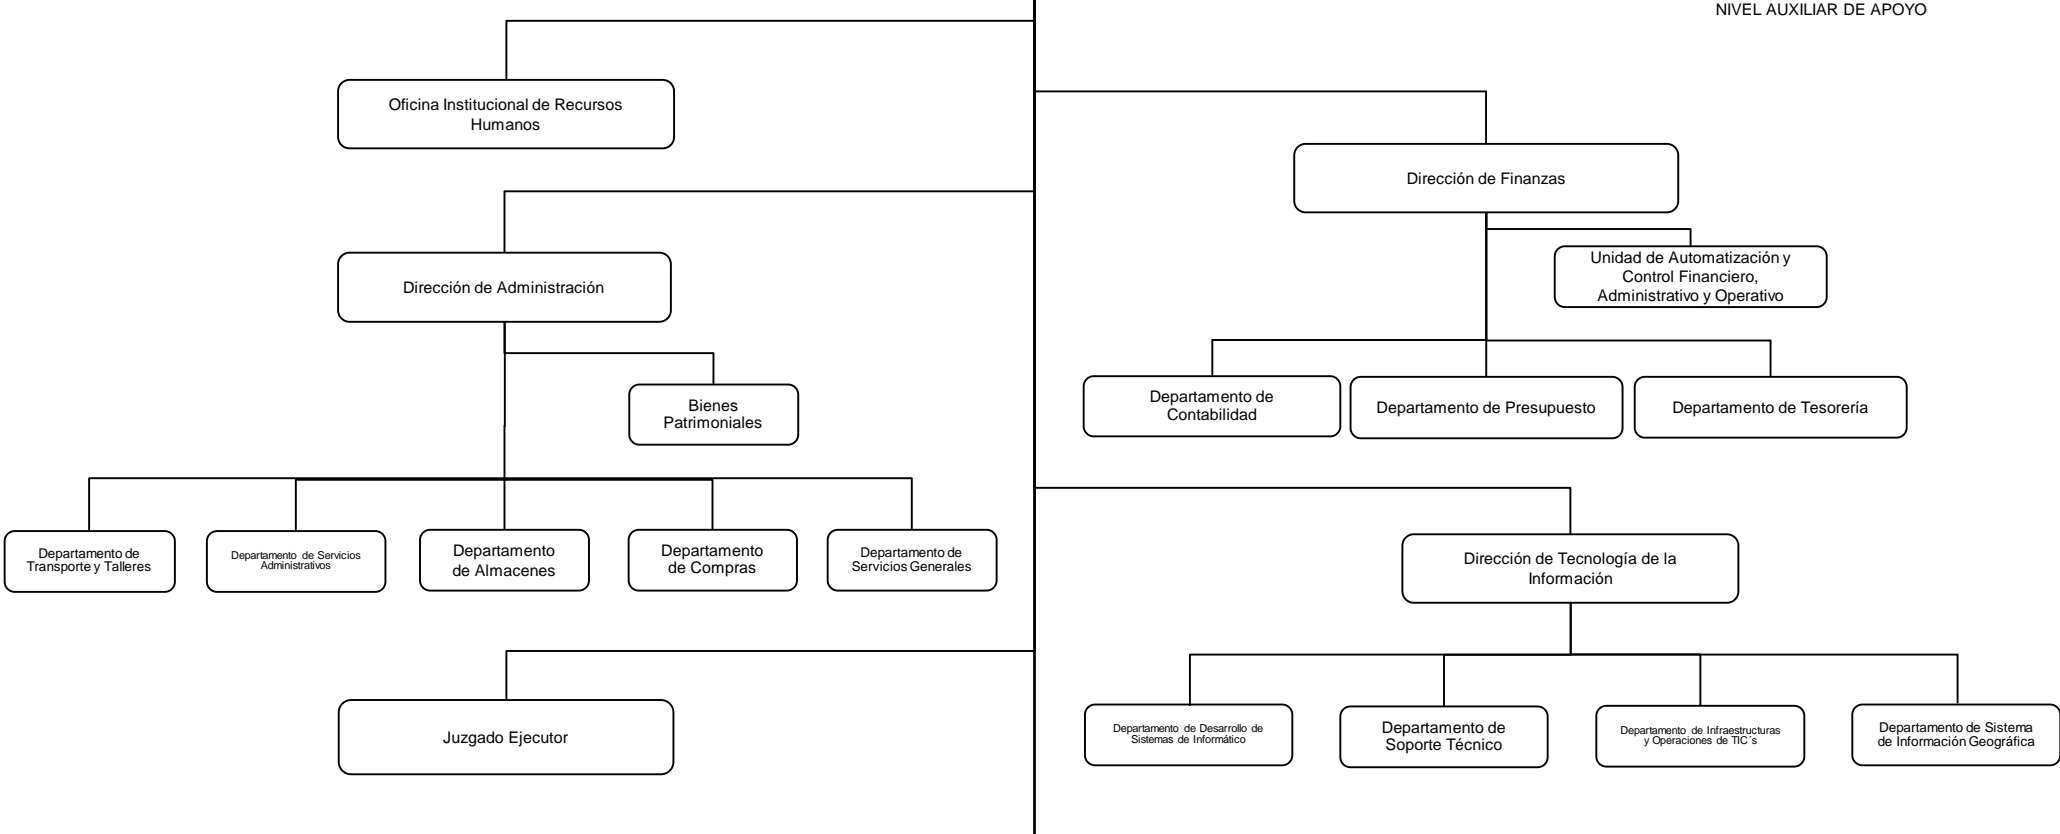 NIVEL AUXILIAR DE APOYO
Oficina Institucional de Recursos
Humanos
Dirección de Finanzas
Unidad de Automatización y
Control Financiero,
Administrativo y Operativo
Dirección de Administración
Bienes
Patrimoniales
Departamento de
Contabilidad
Departamento de Presupuesto
Departamento de Tesorería
Departamento de
Transporte y Talleres
Departamento de Servicios
Administrativos
Departamento
de Almacenes
Departamento
de Compras
Departamento de
Servicios Generales
Dirección de Tecnología de la
Información
Juzgado Ejecutor
Departamento de Desarrollo de
Sistemas de Informático
Departamento de
Soporte Técnico
Departamento de Infraestructuras
y Operaciones de TIC´s
Departamento de Sistema
de Información Geográfica